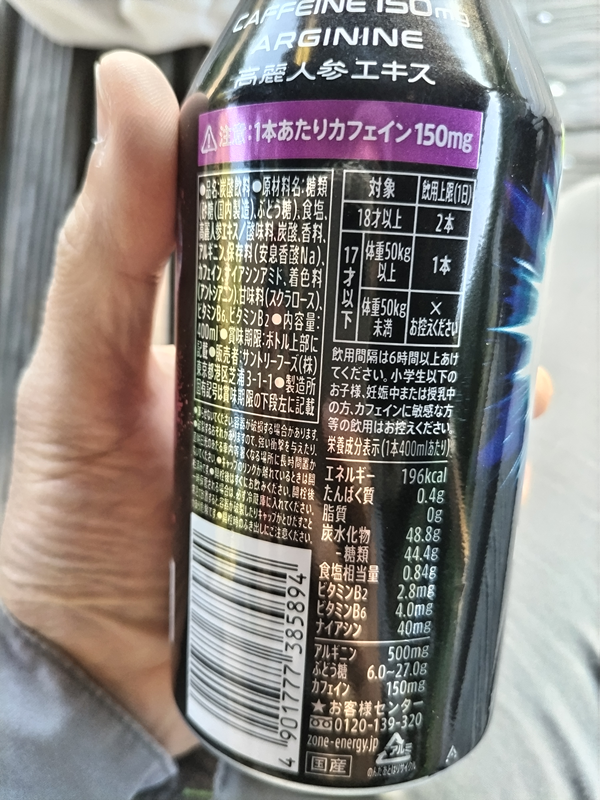 CAFFEINE 150mg
ARGININE
高麗人参エキス
注意:1本あたりカフェイン150mg
●品名:炭酸飲料●原材料名:糖類
(砂糖(国内製造)、ぶどう糖)、食塩、
高麗人参エキス/酸味料、炭酸、香料、
アルギニン、保存料(安息香酸Na)、
カフェイン、ナイアシンアミド、着色料
(アントシアニン)、甘味料(スクラロース)、
ビタミンB₆、ビタミンB₂●内容量:
400ml●賞味期限:ボトル上部に
記載●販売者:サントリーフーズ(株)
東京都港区芝浦3-1-1●製造所
固有記号は賞味期限の下段左に記載
対象 飲用上限(1日)
18才以上 2本
17才以下 体重50kg以上 1本
体重50kg未満 ×お控えください
飲用間隔は6時間以上あけ
てください。小学生以下の
お子様、妊娠中または授乳中
の方、カフェインに敏感な方
等の飲用はお控えください。
栄養成分表示(1本400mlあたり)
エネルギー 196kcal
たんぱく質 0.4g
脂質 0g
炭水化物 48.8g
-糖類 44.4g
食塩相当量 0.84g
ビタミンB₂ 2.8mg
ビタミンB₆ 4.0mg
ナイアシン 40mg
アルギニン 500mg
ぶどう糖 6.0~27.0g
カフェイン 150mg
★お客様センター
0120-139-320
zone-energy.jp
国産
アルミ
のんだあとはリサイクル
4 901777 385894